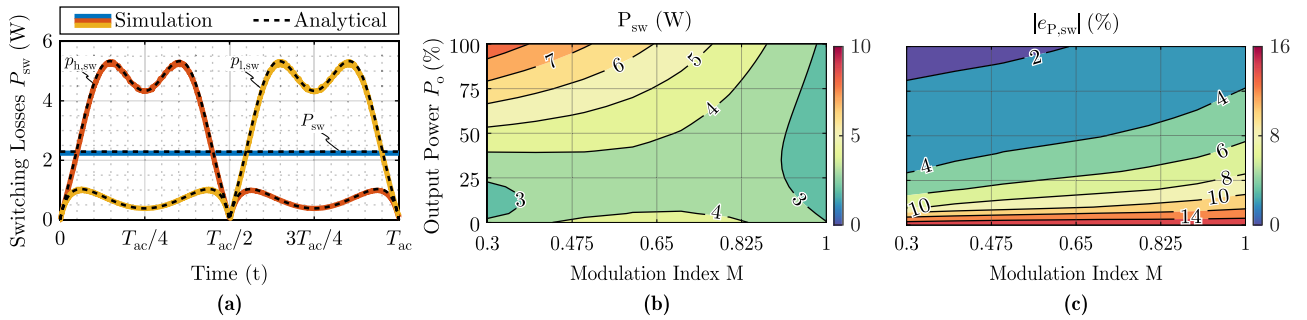 Simulation
Analytical
Switching Losses P_sw (W)
6
4
2
0
p_h,sw
p_l,sw
P_sw
0
T_ac/4
T_ac/2
3T_ac/4
T_ac
Time (t)
(a)
P_sw (W)
Output Power P_o (%)
100
75
50
25
0
7
6
5
4
3
4
3
0.3
0.475
0.65
0.825
1
Modulation Index M
(b)
10
5
0
|e_P,sw| (%)
2
4
4
6
8
10
10
14
0.3
0.475
0.65
0.825
1
Modulation Index M
(c)
16
8
0